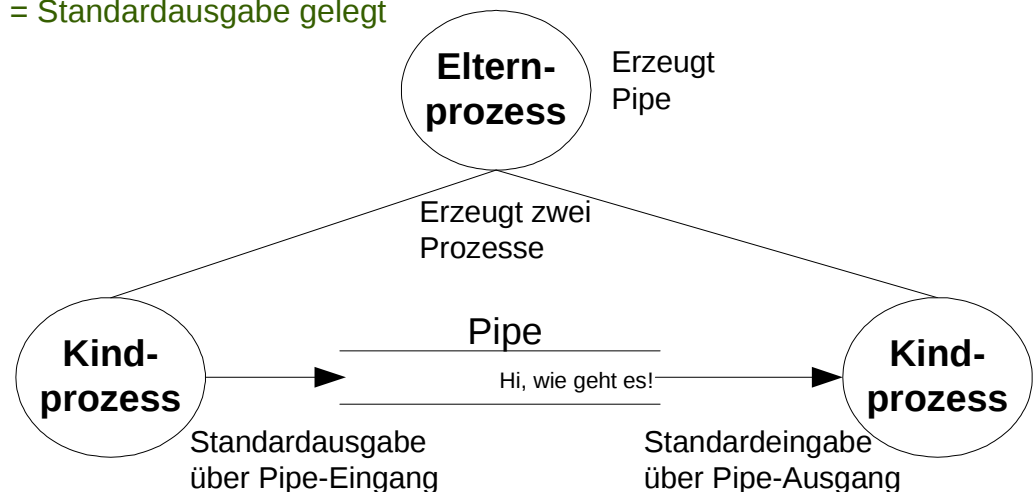 = Standardausgabe gelegt
Eltern-
prozess
Erzeugt
Pipe
Erzeugt zwei
Prozesse
Pipe
Kind-
prozess
Hi, wie geht es!
Kind-
prozess
Standardausgabe
über Pipe-Eingang
Standardeingabe
über Pipe-Ausgang